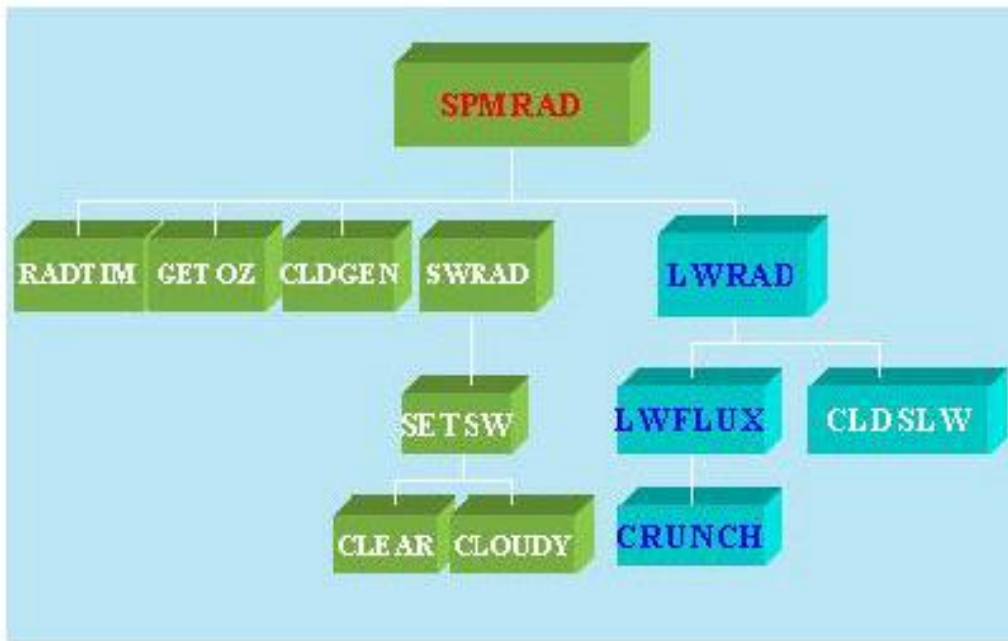 SPMRAD
RADTIM GETOZ CLDGEN SWRAD LWRAD
SETSW LWFLUX CLDSLW
CLEAR CLOUDY CRUNCH